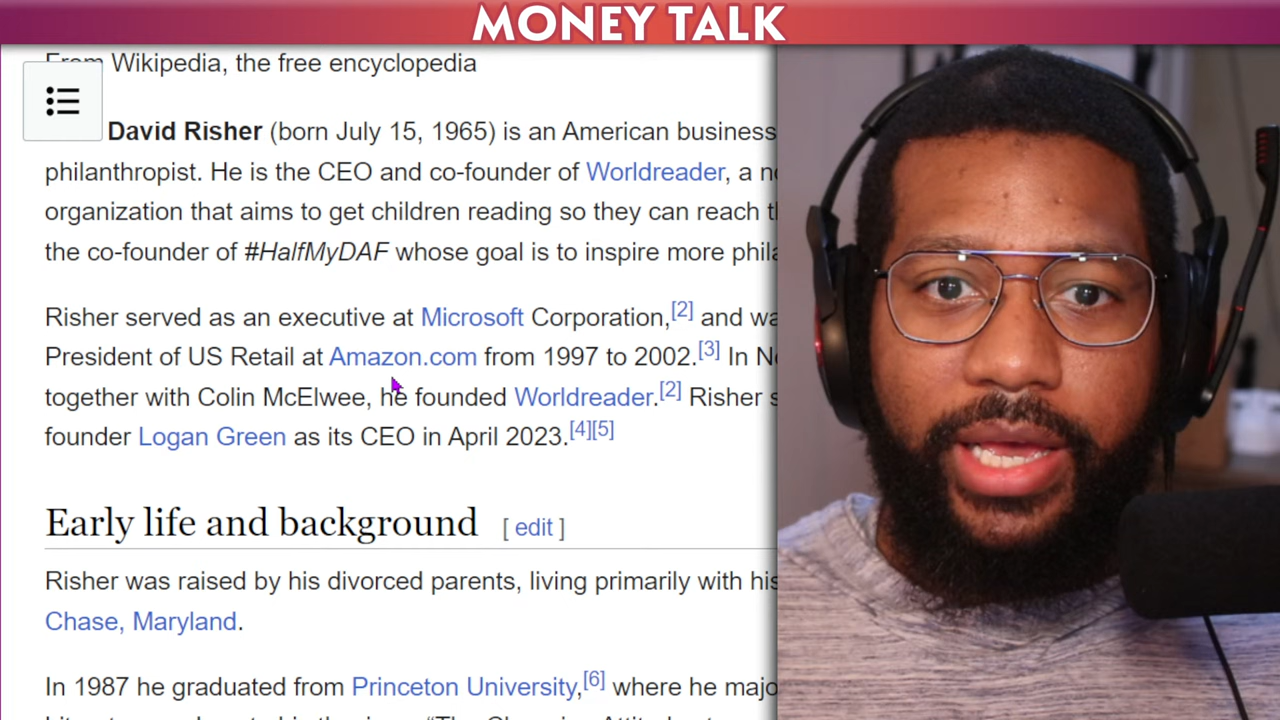 MONEY TALK
From Wikipedia, the free encyclopedia
David Risher (born July 15, 1965) is an American business
philanthropist. He is the CEO and co-founder of Worldreader, a
organization that aims to get children reading so they can reach
the co-founder of #HalfMyDAF whose goal is to inspire more
Risher served as an executive at Microsoft Corporation,[2] and
President of US Retail at Amazon.com from 1997 to 2002.[3] In
together with Colin McElwee, he founded Worldreader.[2] Risher
founder Logan Green as its CEO in April 2023.[4][5]
Early life and background [ edit ]
Risher was raised by his divorced parents, living primarily with his
Chase, Maryland.
In 1987 he graduated from Princeton University,[6] where he